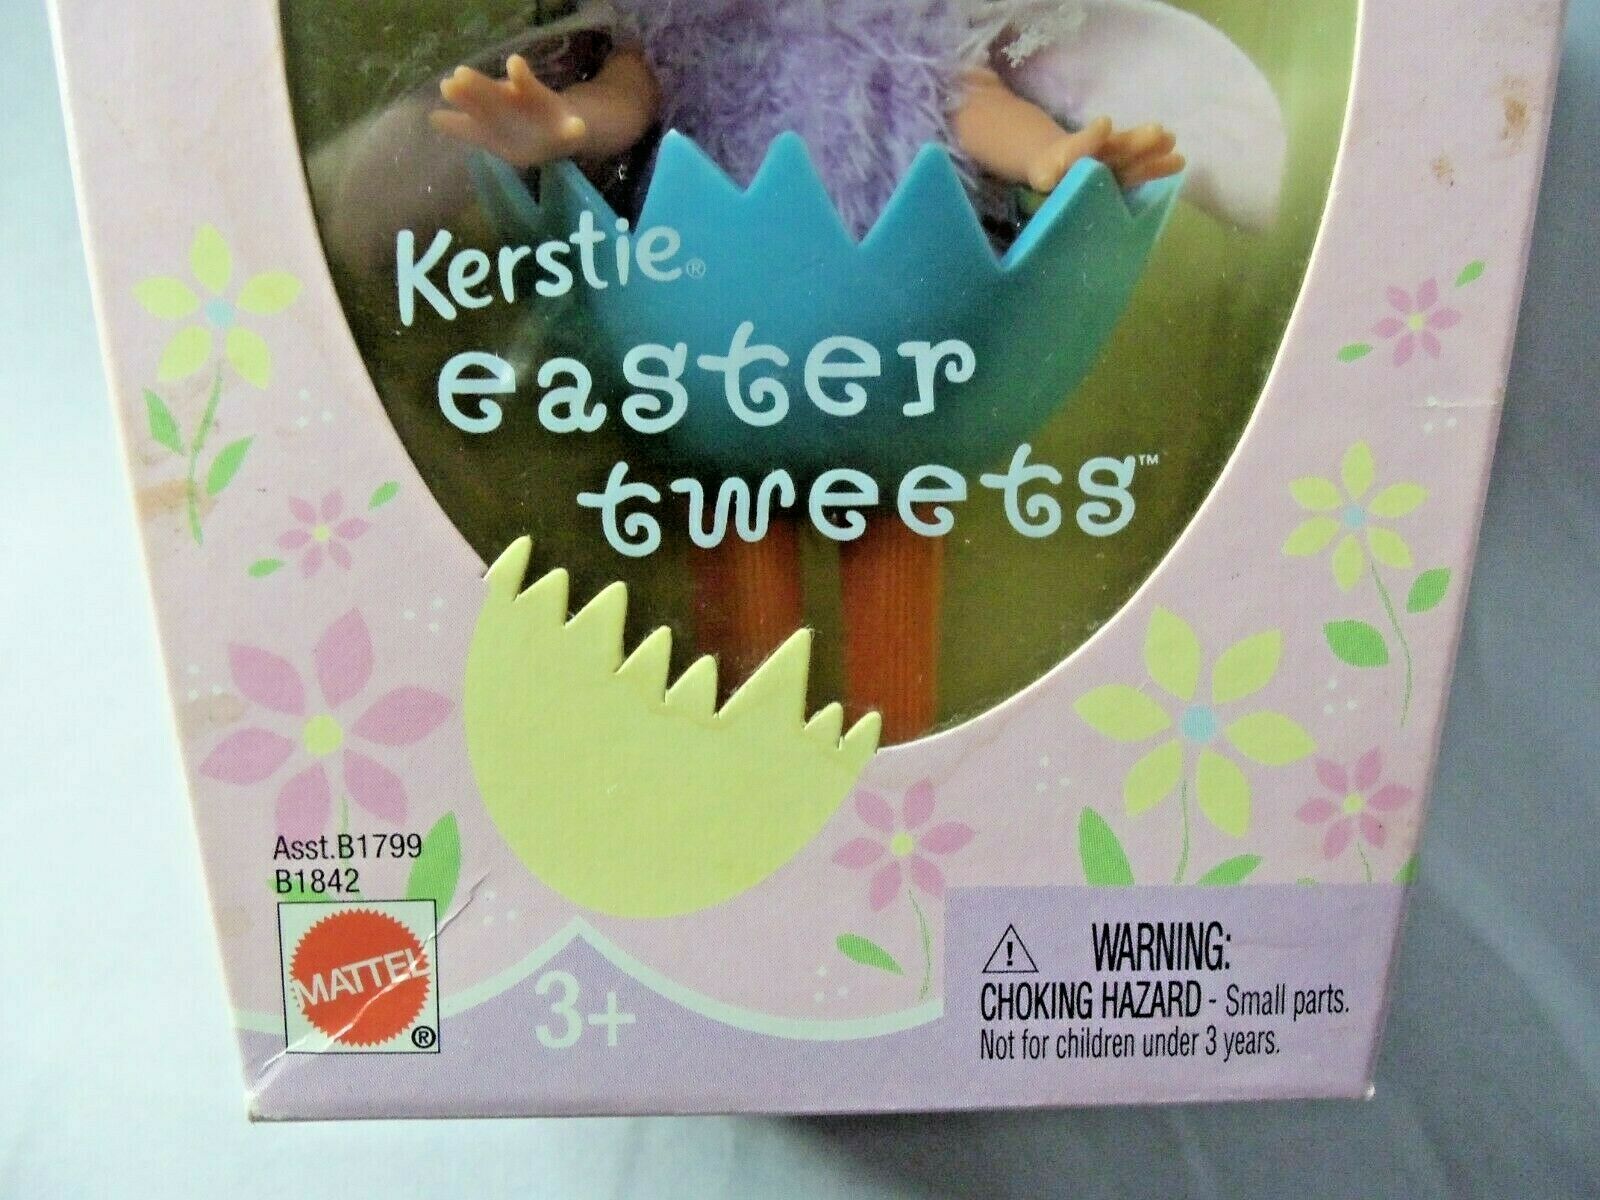 Kerstie®
easter
tweets™
Asst.B1799
B1842
MATTEL
®
3+
WARNING:
CHOKING HAZARD - Small parts.
Not for children under 3 years.